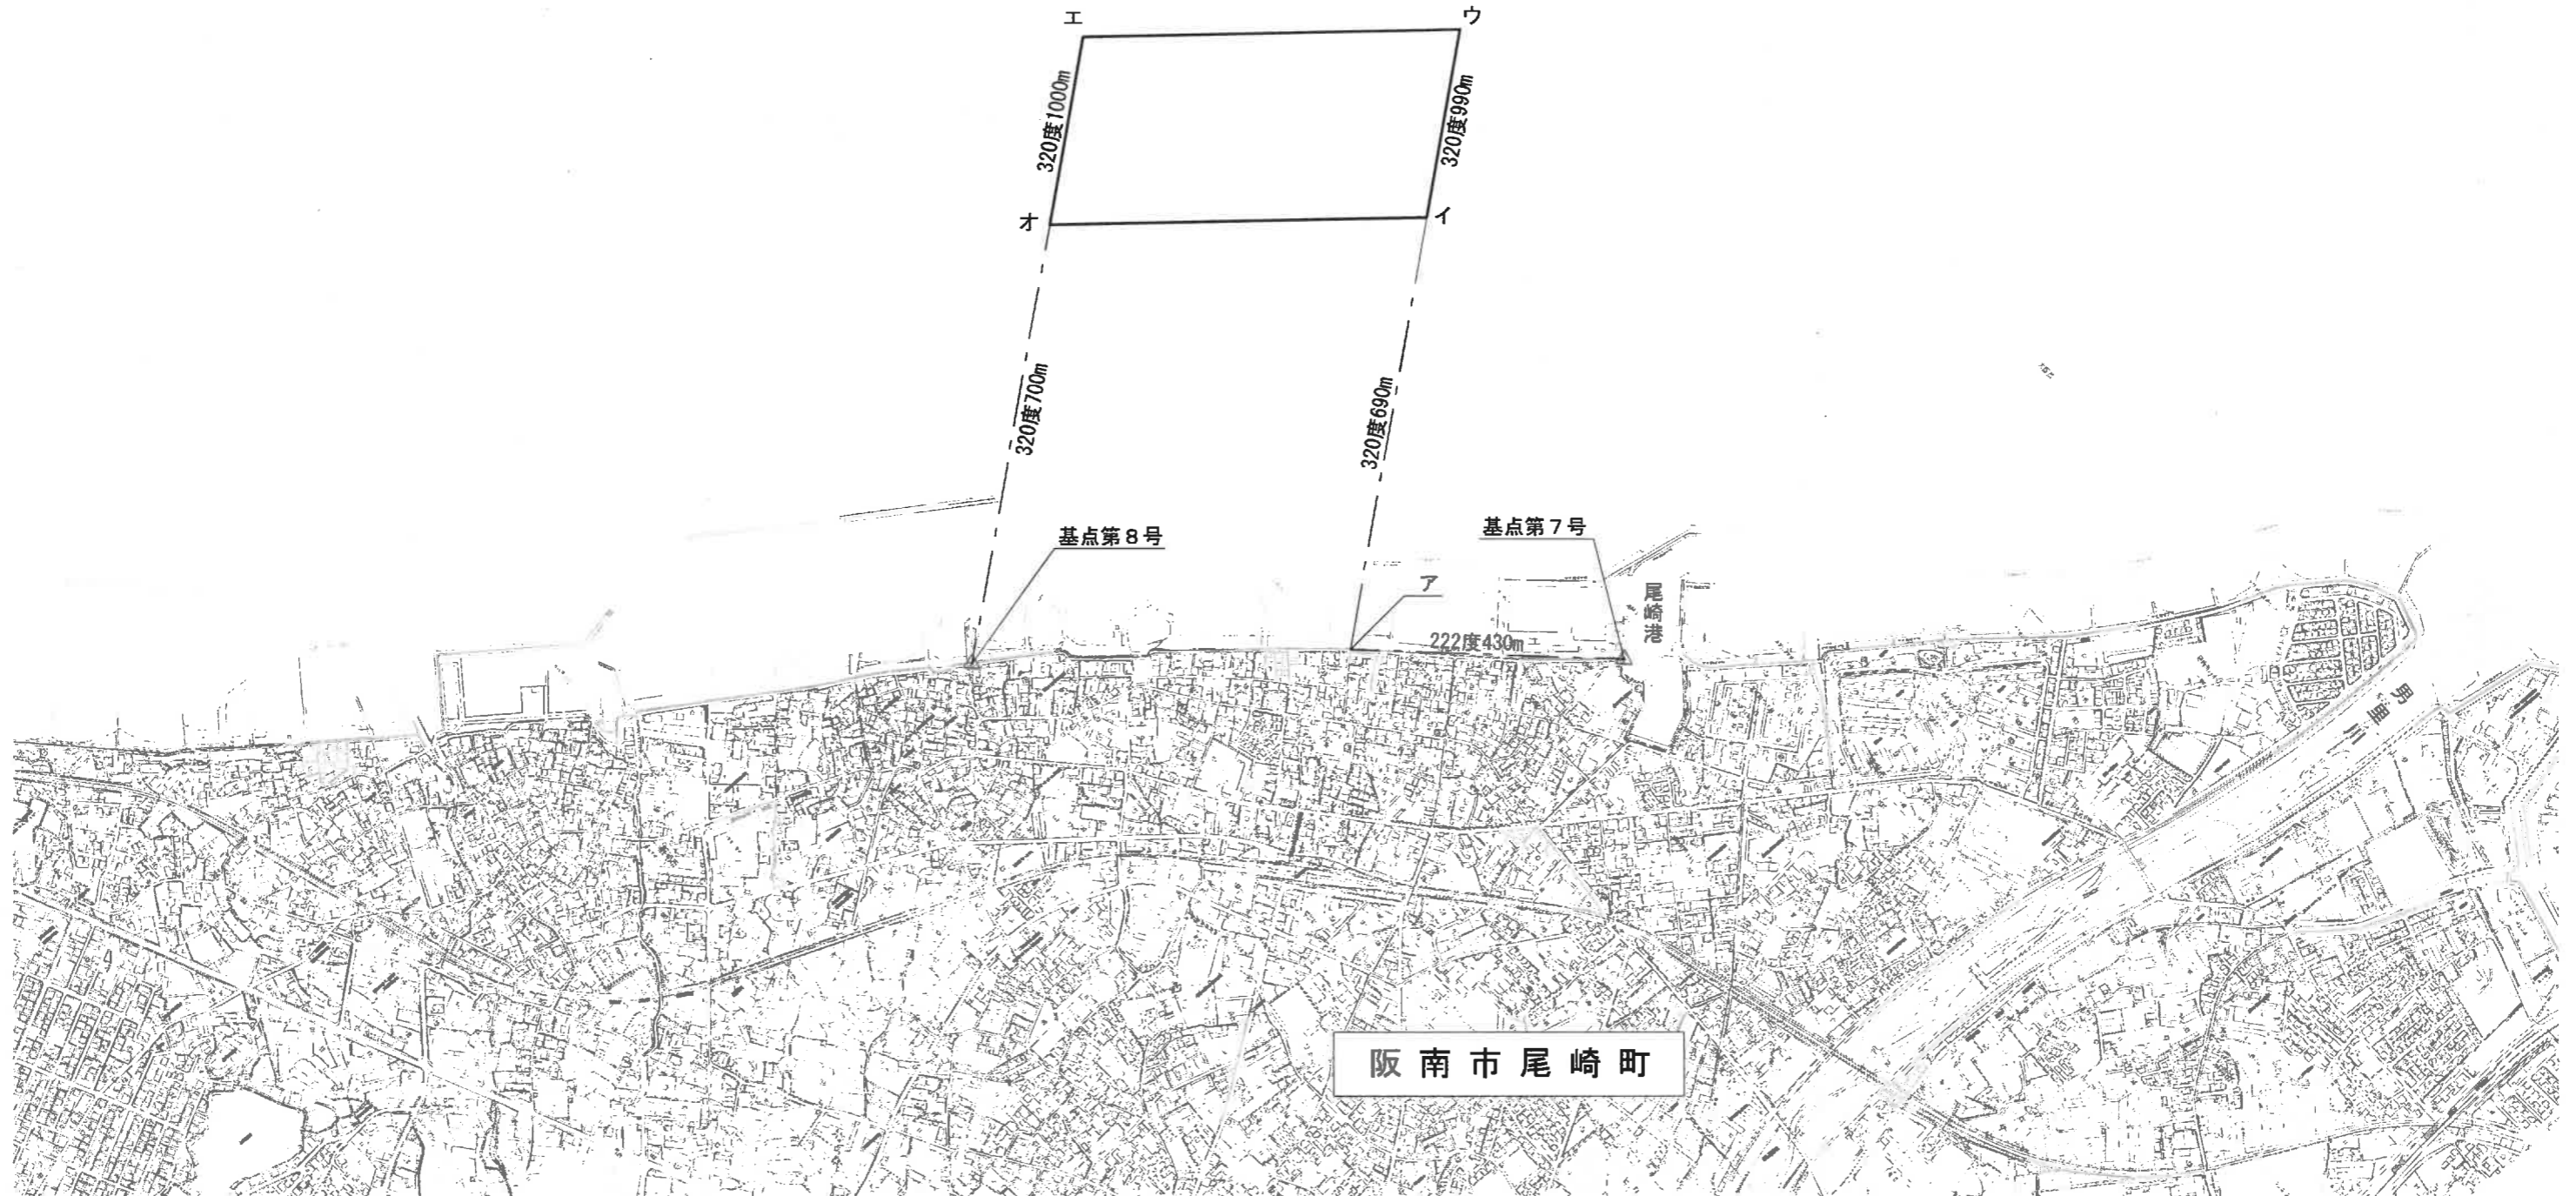 エ
ウ
320度1000m
320度990m
オ
イ
320度700m
320度690m
基点第8号
基点第7号
ア
尾崎港
222度430m
男里川
阪南市尾崎町